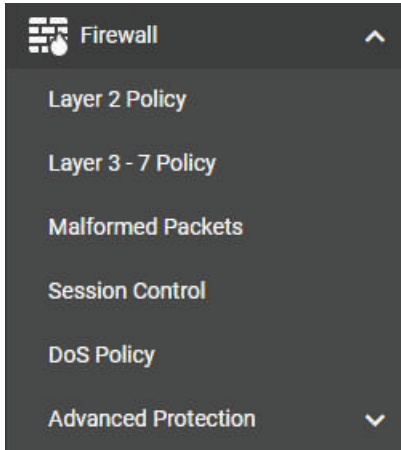 Firewall
Layer 2 Policy
Layer 3 - 7 Policy
Malformed Packets
Session Control
DoS Policy
Advanced Protection